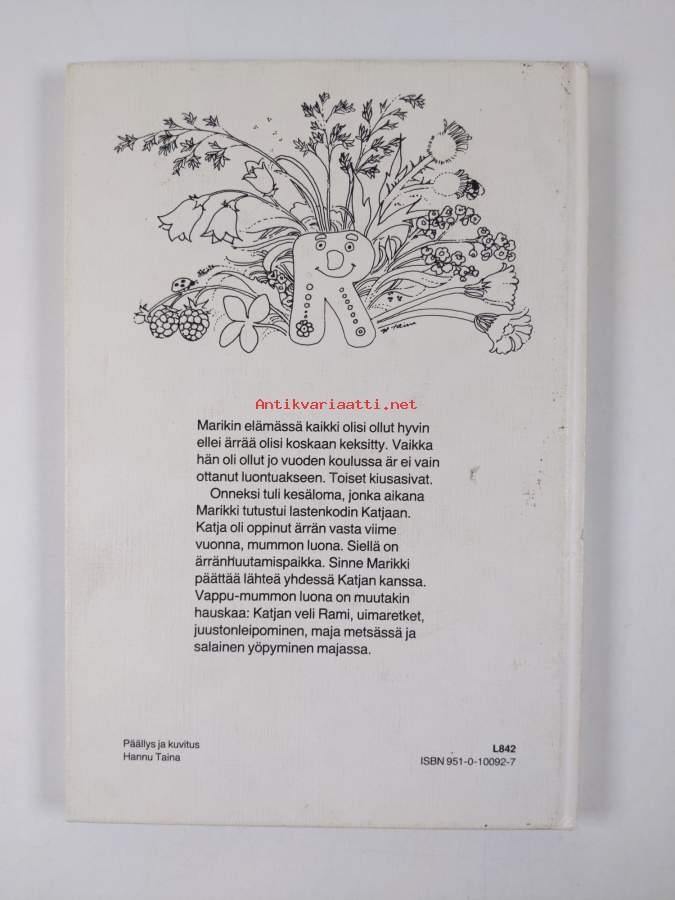 Antikvariaatti.net
Marikin elämässä kaikki olisi ollut hyvin
ellei ärrää olisi koskaan keksitty. Vaikka
hän oli ollut jo vuoden koulussa är ei vain
ottanut luontuakseen. Toiset kiusasivat.
Onneksi tuli kesäloma, jonka aikana
Marikki tutustui lastenkodin Katjaan.
Katja oli oppinut ärrän vasta viime
vuonna, mummon luona. Siellä on
ärränhuutamispaikka. Sinne Marikki
päättää lähteä yhdessä Katjan kanssa.
Vappu-mummon luona on muutakin
hauskaa: Katjan veli Rami, uimaretket,
juustonleipominen, maja metsässä ja
salainen yöpyminen majassa.
Päällys ja kuvitus
Hannu Taina
L842
ISBN 951-0-10092-7